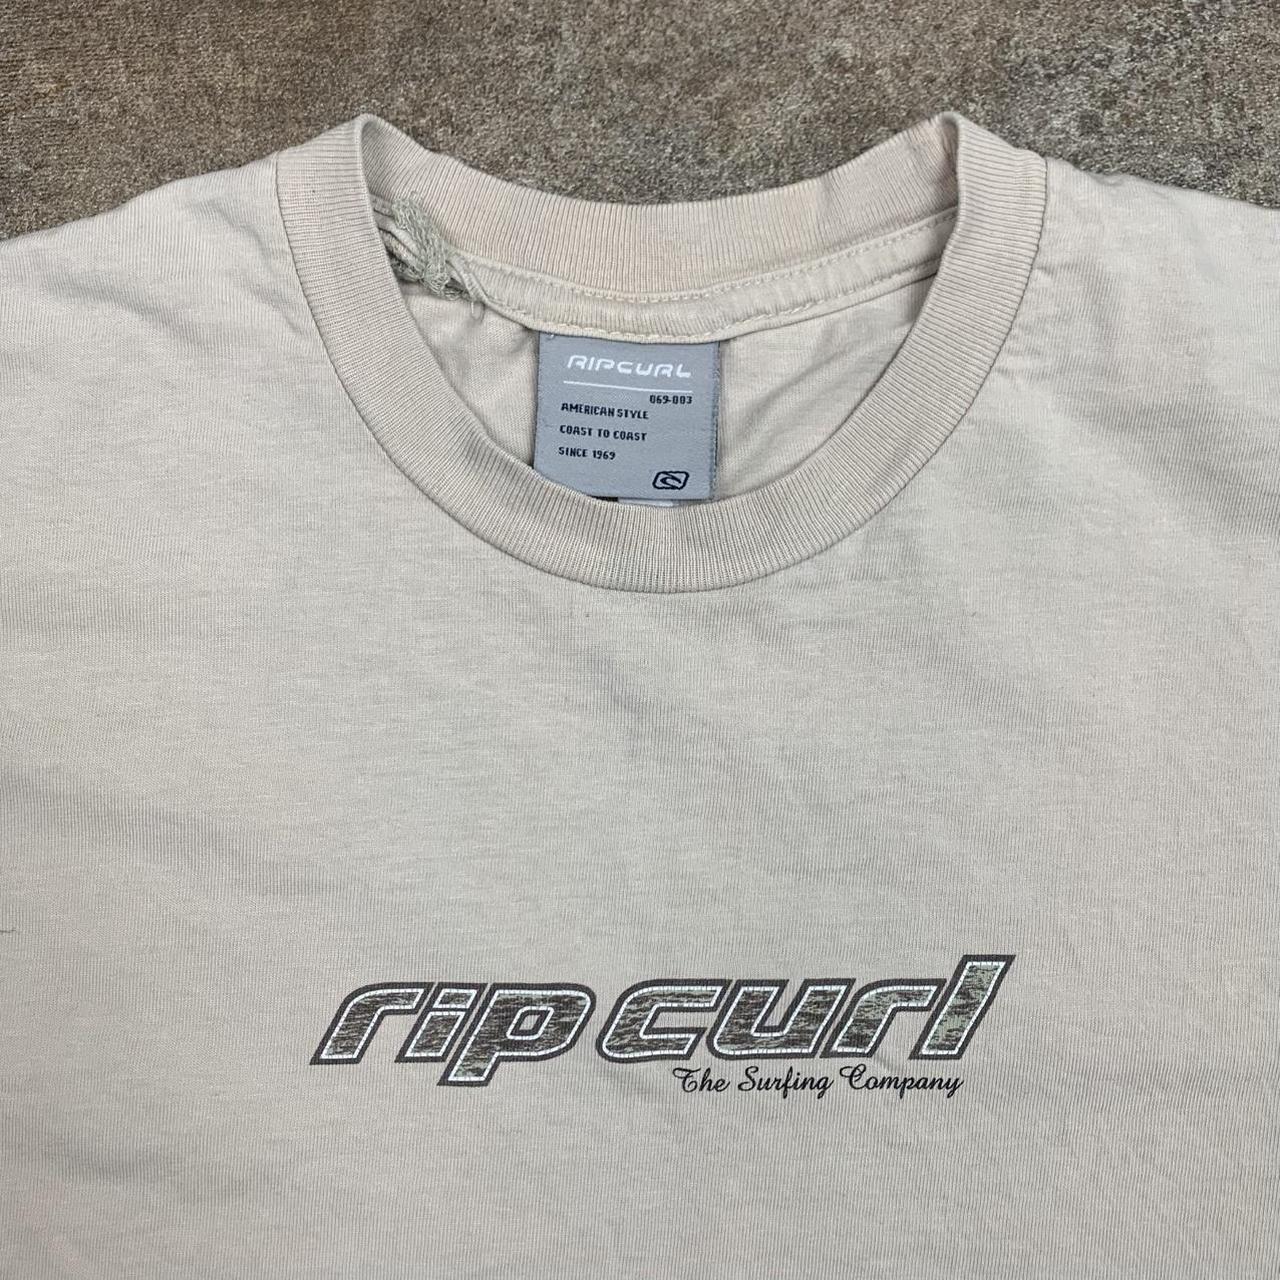 RIPCURL
069-003
AMERICAN STYLE
COAST TO COAST
SINCE 1969
rip curl
The Surfing Company